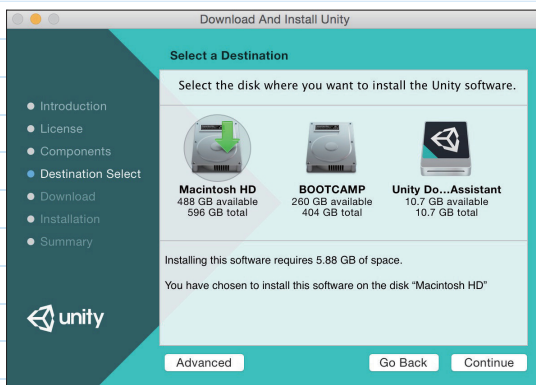 Download And Install Unity
Select a Destination
Select the disk where you want to install the Unity software.
Introduction
License
Components
Destination Select
Download
Installation
Summary
Macintosh HD
488 GB available
596 GB total
BOOTCAMP
260 GB available
404 GB total
Unity Do...Assistant
10.7 GB available
10.7 GB total
Installing this software requires 5.88 GB of space.
You have chosen to install this software on the disk “Macintosh HD”
unity
Advanced
Go Back
Continue